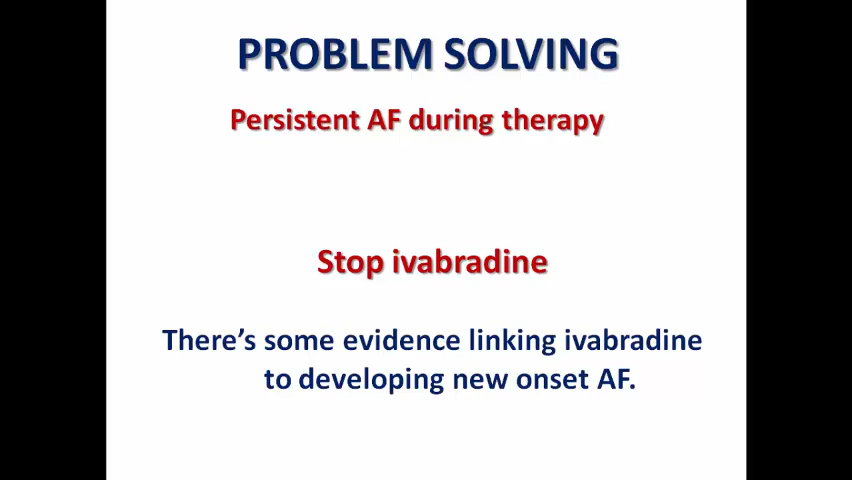 PROBLEM SOLVING
Persistent AF during therapy
Stop ivabradine
There’s some evidence linking ivabradine
to developing new onset AF.